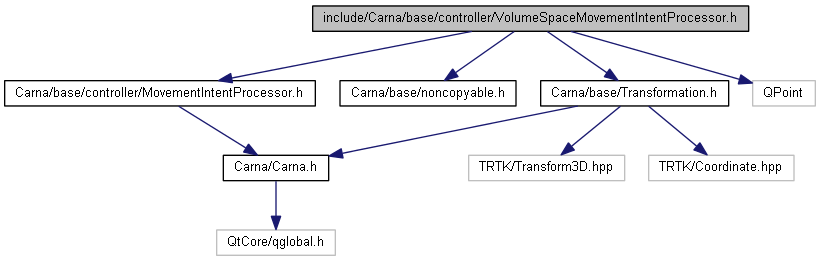 include/Carna/base/controller/VolumeSpaceMovementIntentProcessor.h
Carna/base/controller/MovementIntentProcessor.h
Carna/base/noncopyable.h
Carna/base/Transformation.h
QPoint
Carna/Carna.h
TRTK/Transform3D.hpp
TRTK/Coordinate.hpp
QtCore/qglobal.h